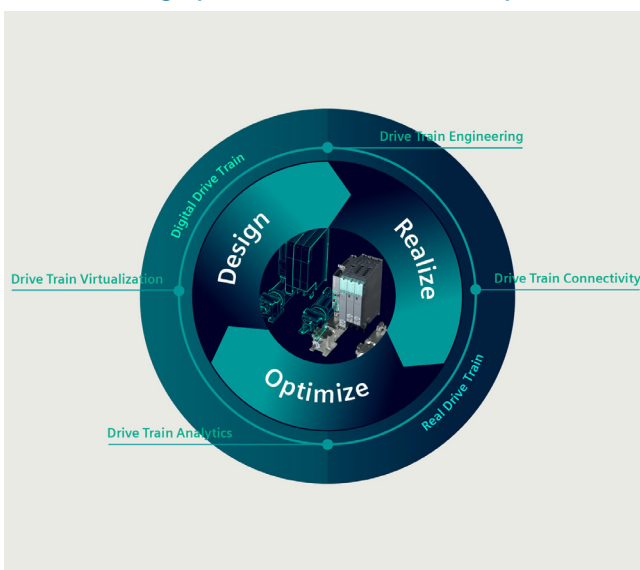 Drive Train Engineering
Digital Drive Train
Design
Realize
Drive Train Virtualization
Drive Train Connectivity
Optimize
Real Drive Train
Drive Train Analytics